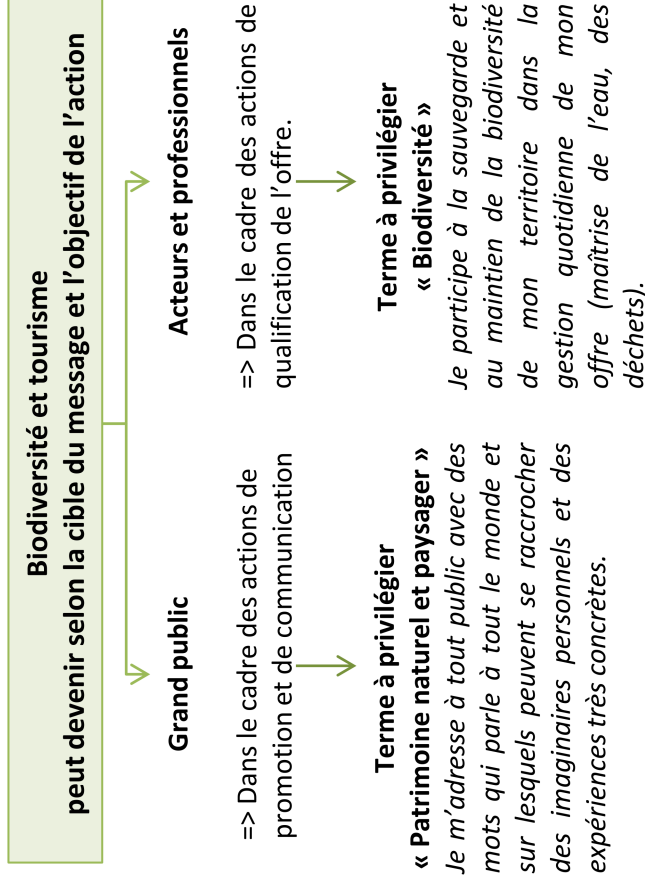 Biodiversité et tourisme
peut devenir selon la cible du message et l'objectif de l'action
Grand public
=> Dans le cadre des actions de
promotion et de communication
Terme à privilégier
« Patrimoine naturel et paysager »
Je m'adresse à tout public avec des
mots qui parle à tout le monde et
sur lesquels peuvent se raccrocher
des imaginaires personnels et des
expériences très concrètes.
Acteurs et professionnels
=> Dans le cadre des actions de
qualification de l'offre.
Terme à privilégier
« Biodiversité »
Je participe à la sauvegarde et
au maintien de la biodiversité
de mon territoire dans la
gestion quotidienne de mon
offre (maîtrise de l'eau, des
déchets).